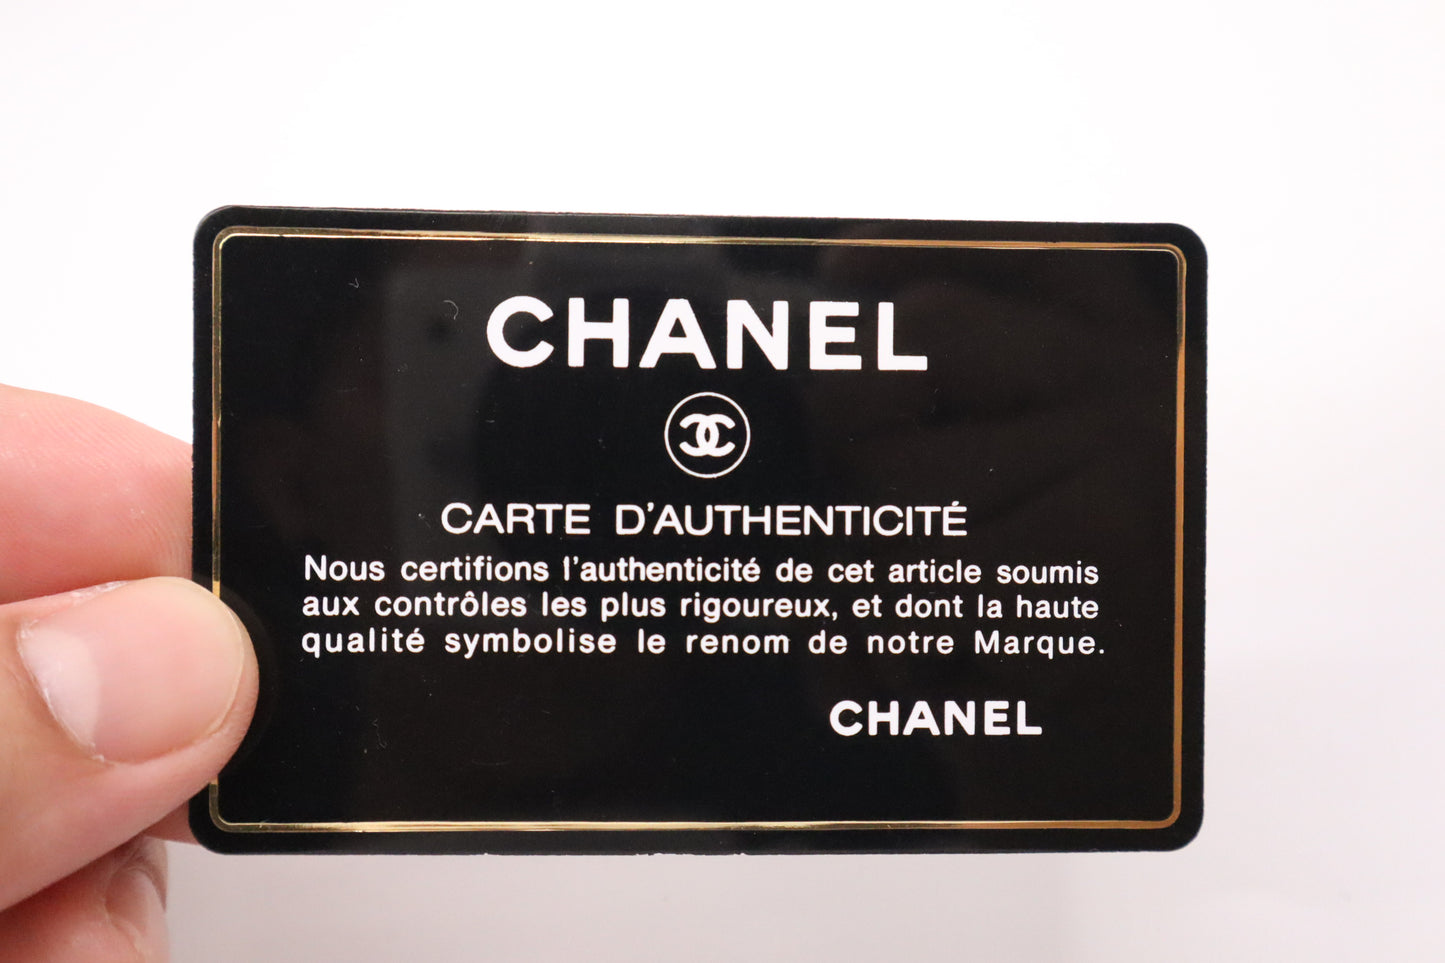 CHANEL
CARTE D'AUTHENTICITÉ
Nous certifions l'authenticité de cet article soumis
aux contrôles les plus rigoureux, et dont la haute
qualité symbolise le renom de notre Marque.
CHANEL